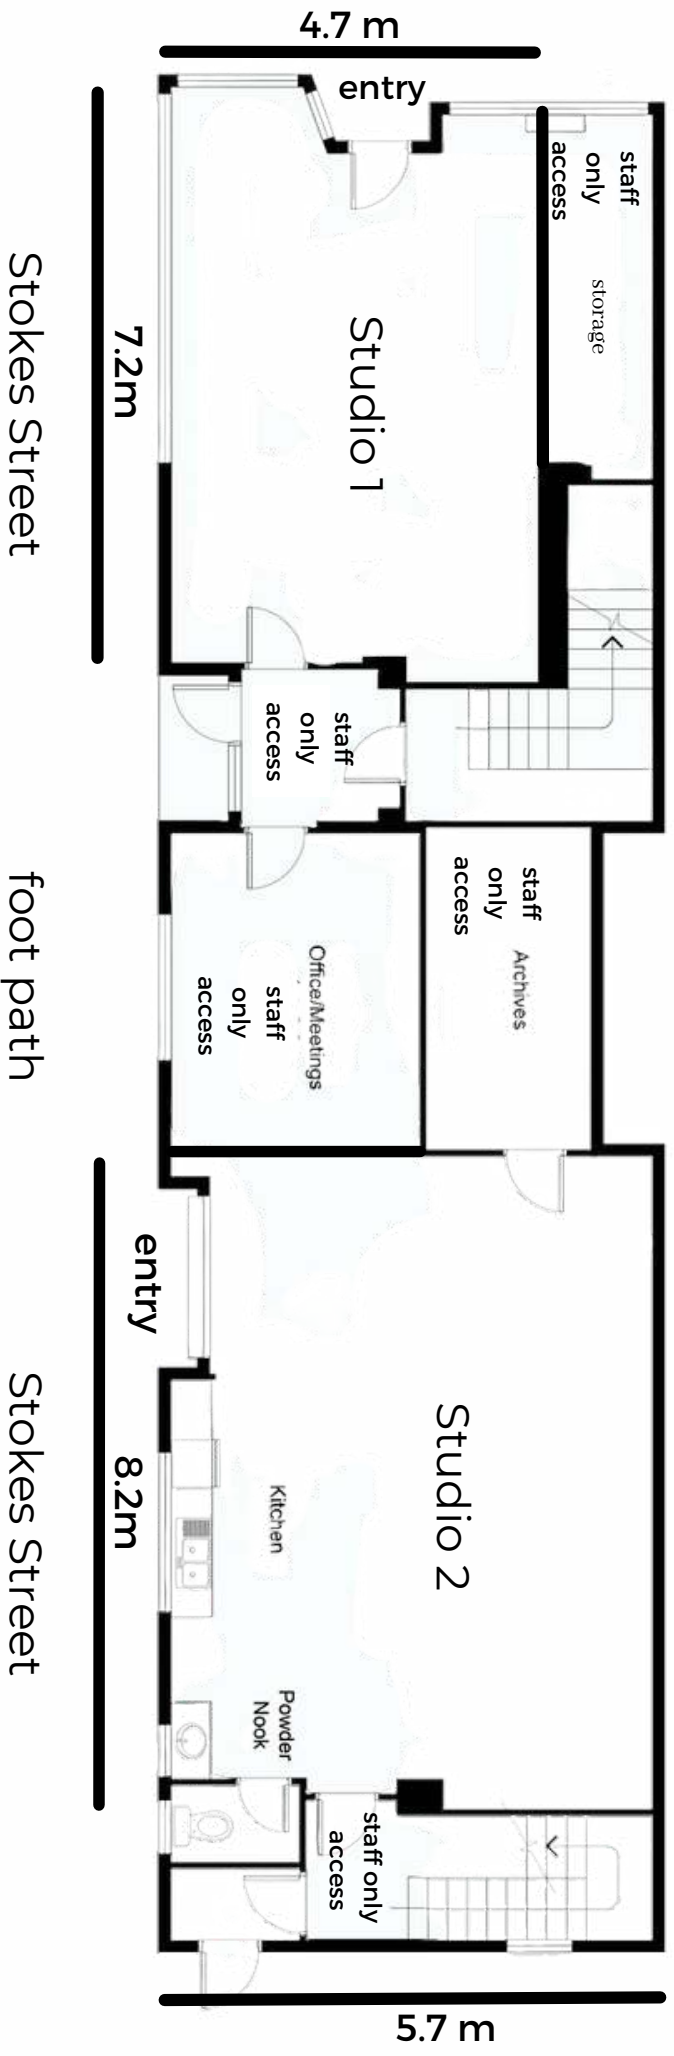 4.7 m
entry
staff
only
access
storage
Stokes Street
7.2m
Studio 1
staff
only
access
foot path
staff
only
access
Archives
Office/Meetings
staff
only
access
entry
Stokes Street
8.2m
Studio 2
Kitchen
Powder
Nook
staff only
access
5.7 m